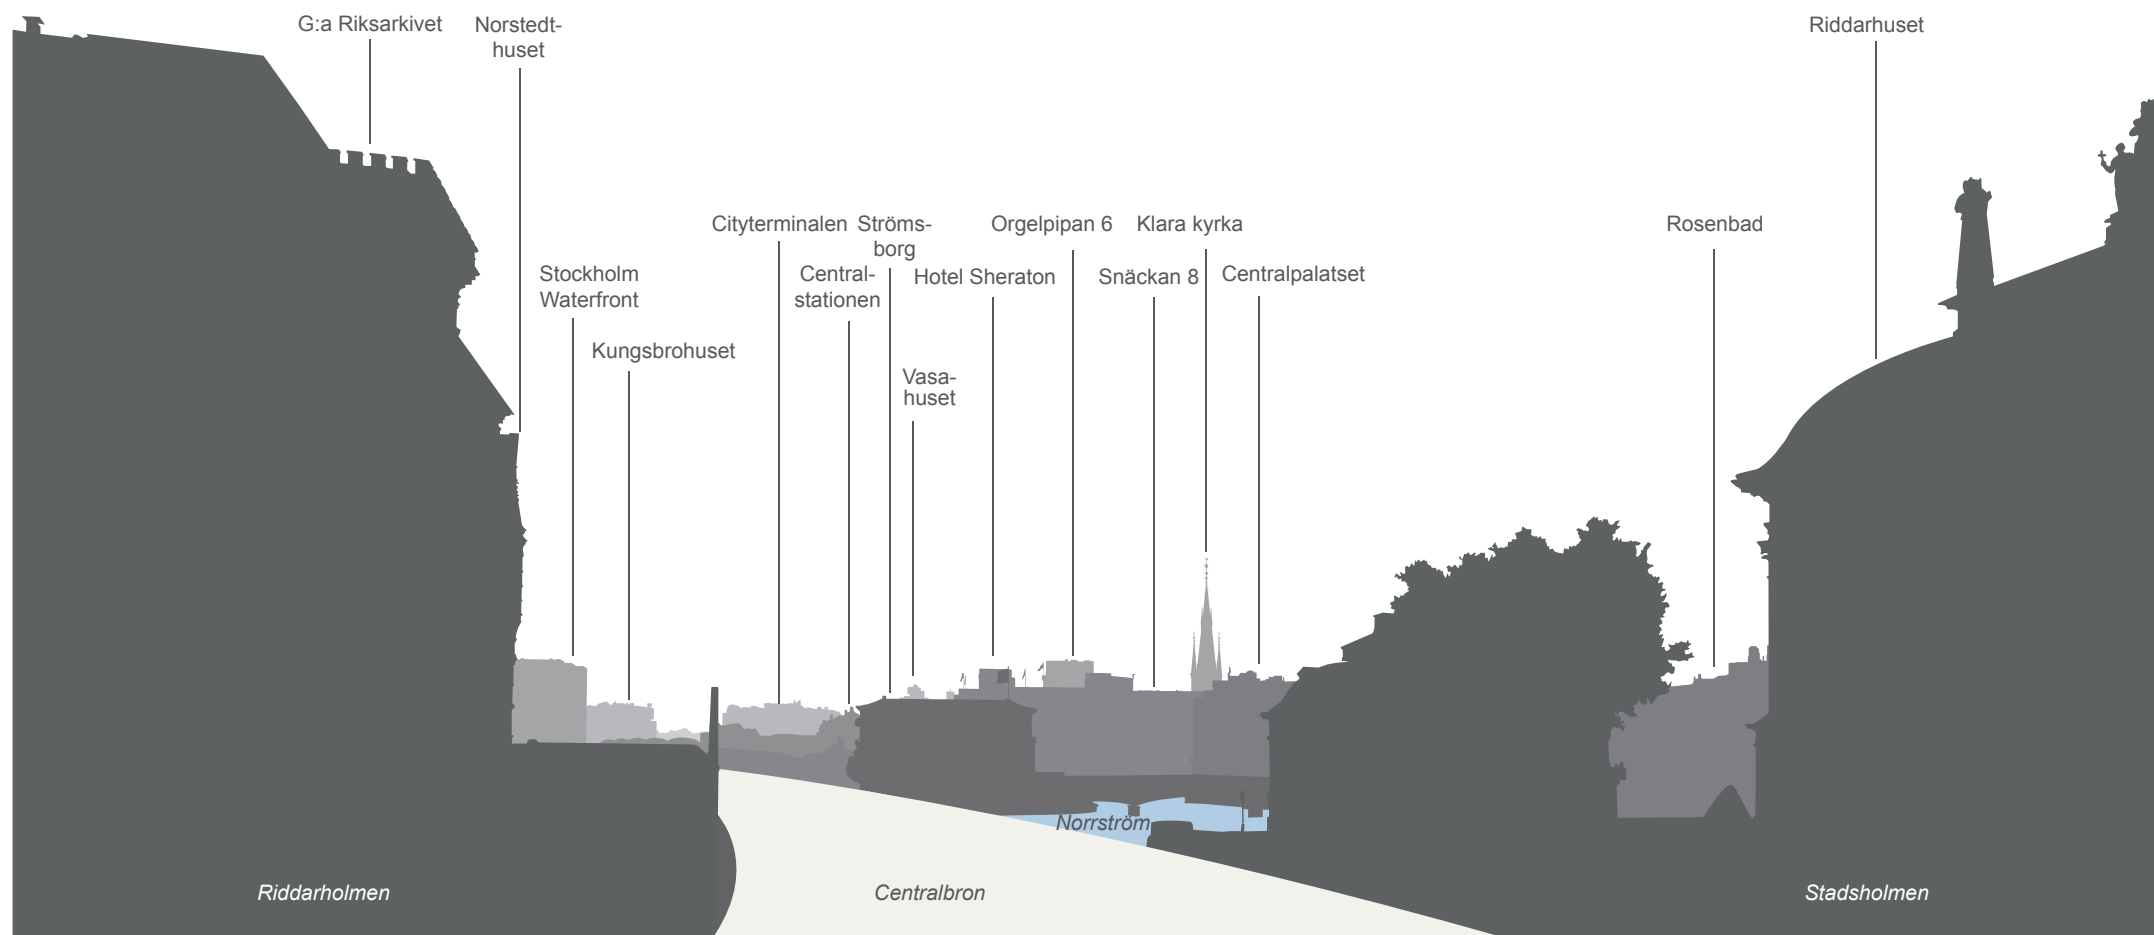 G:a Riksarkivet
Norstedt-
huset
Riddarhuset
Cityterminalen
Ströms-
borg
Orgelpipan 6
Klara kyrka
Rosenbad
Stockholm
Waterfront
Central-
stationen
Hotel Sheraton
Snäckan 8
Centralpalatset
Kungsbrohuset
Vasa-
huset
Norrström
Riddarholmen
Centralbron
Stadsholmen